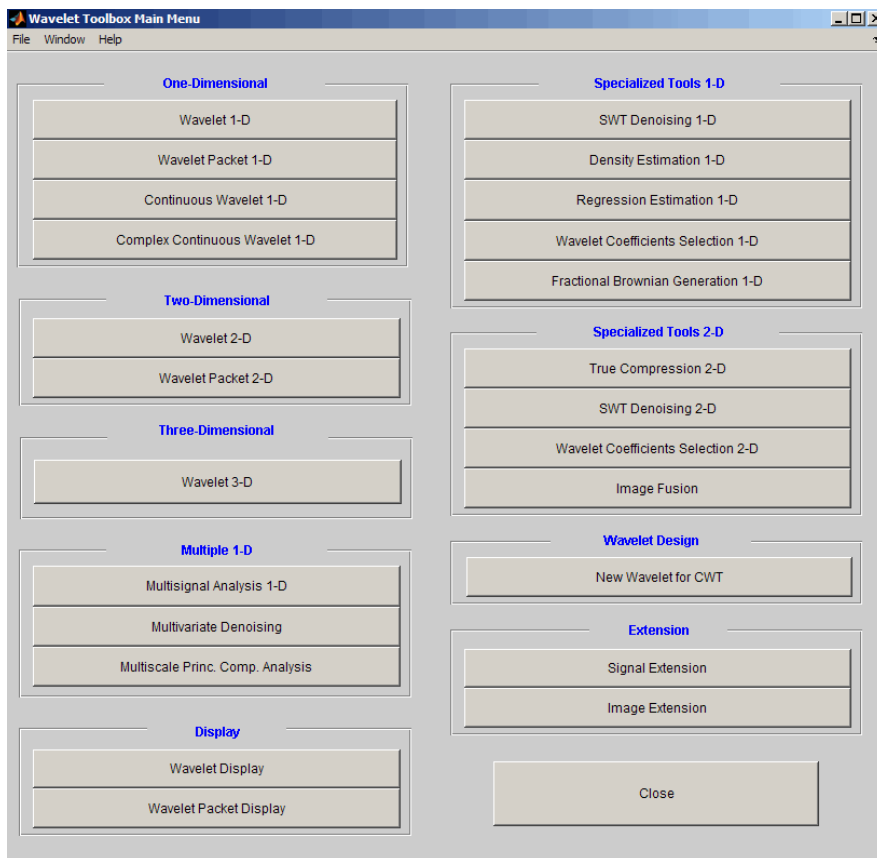 Wavelet Toolbox Main Menu
File Window Help
One-Dimensional
Wavelet 1-D
Wavelet Packet 1-D
Continuous Wavelet 1-D
Complex Continuous Wavelet 1-D
Two-Dimensional
Wavelet 2-D
Wavelet Packet 2-D
Three-Dimensional
Wavelet 3-D
Multiple 1-D
Multisignal Analysis 1-D
Multivariate Denoising
Multiscale Princ. Comp. Analysis
Display
Wavelet Display
Wavelet Packet Display
Specialized Tools 1-D
SWT Denoising 1-D
Density Estimation 1-D
Regression Estimation 1-D
Wavelet Coefficients Selection 1-D
Fractional Brownian Generation 1-D
Specialized Tools 2-D
True Compression 2-D
SWT Denoising 2-D
Wavelet Coefficients Selection 2-D
Image Fusion
Wavelet Design
New Wavelet for CWT
Extension
Signal Extension
Image Extension
Close